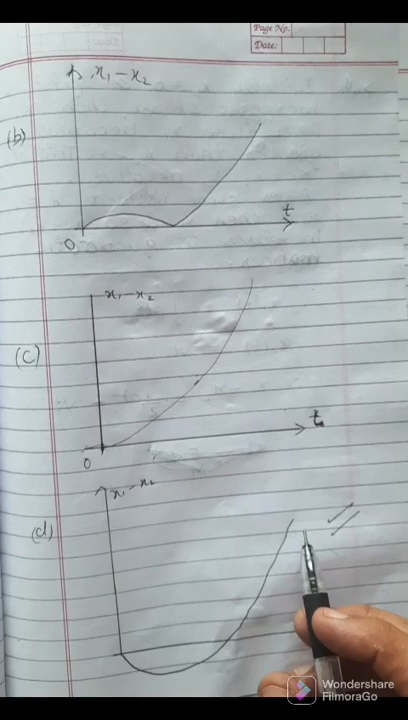 Page No.
Date:
x₁-x₂
(b)
t
0
x₁-x₂
(c)
t
0
x₁-x₂
(d)
Wondershare
FilmoraGo